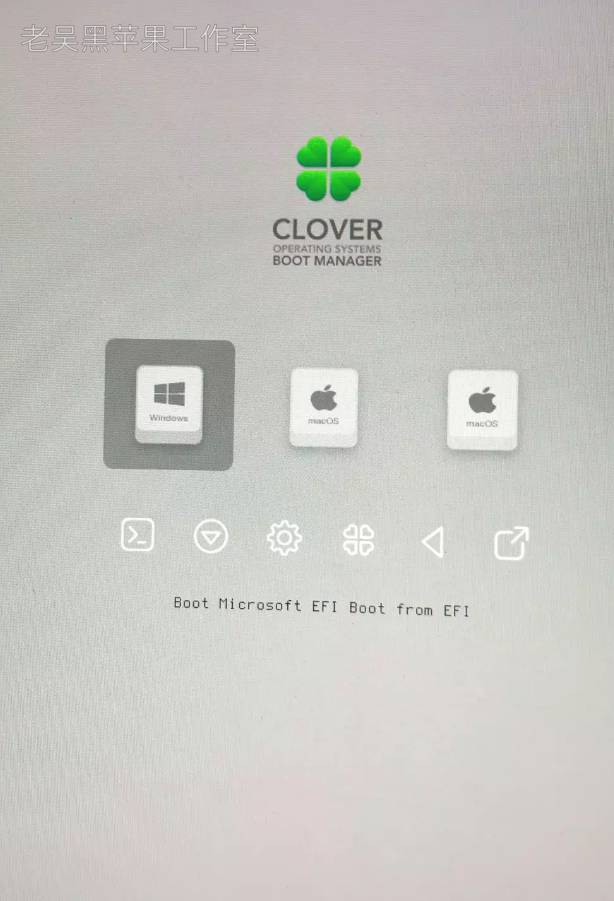 老吴黑苹果工作室
CLOVER
OPERATING SYSTEMS
BOOT MANAGER
Windows
macOS
macOS
Boot Microsoft EFI Boot from EFI